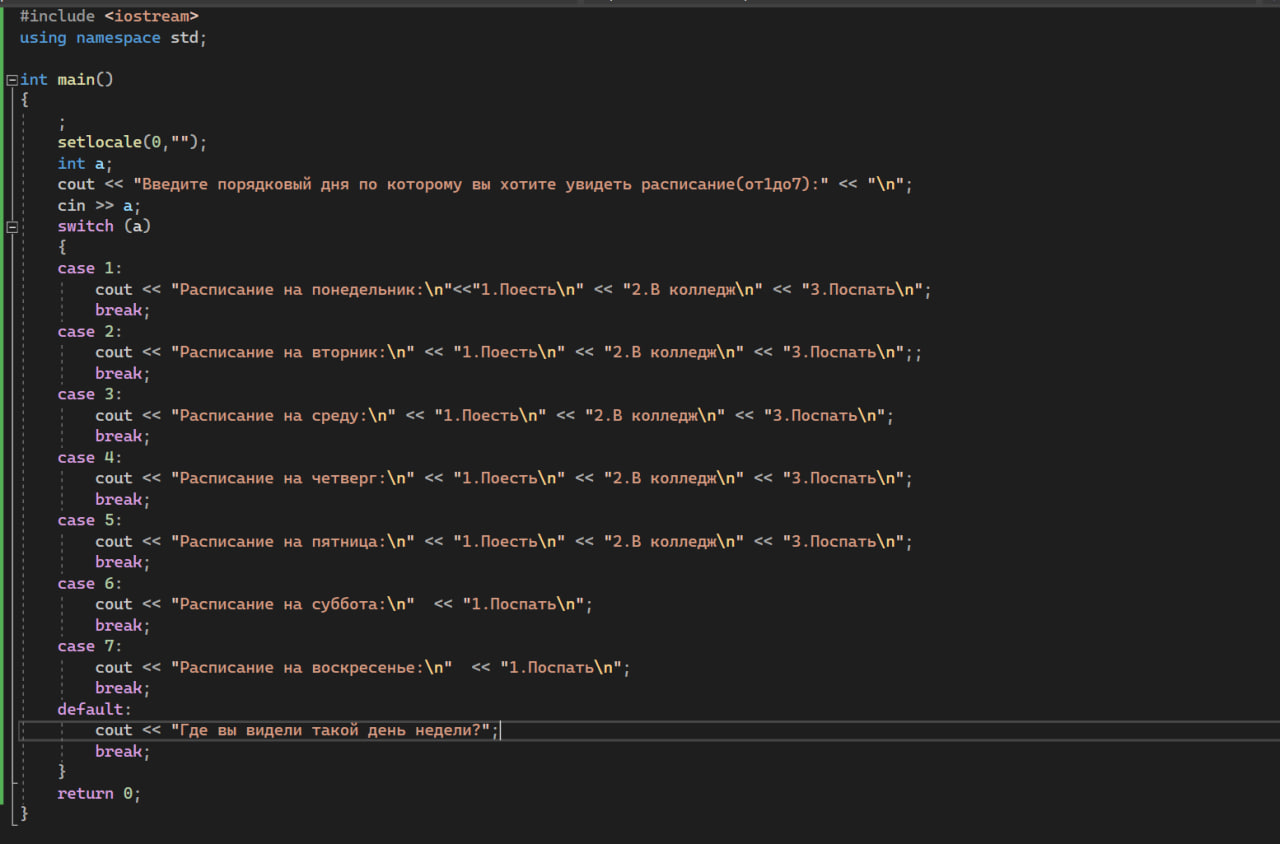 #include <iostream>
using namespace std;
int main()
{
;
setlocale(0,"");
int a;
cout << "Введите порядковый дня по которому вы хотите увидеть расписание(от1до7):" << "\n";
cin >> a;
switch (a)
{
case 1:
cout << "Расписание на понедельник:\n"<<"1.Поесть\n" << "2.В колледж\n" << "3.Поспать\n";
break;
case 2:
cout << "Расписание на вторник:\n" << "1.Поесть\n" << "2.В колледж\n" << "3.Поспать\n";;
break;
case 3:
cout << "Расписание на среду:\n" << "1.Поесть\n" << "2.В колледж\n" << "3.Поспать\n";
break;
case 4:
cout << "Расписание на четверг:\n" << "1.Поесть\n" << "2.В колледж\n" << "3.Поспать\n";
break;
case 5:
cout << "Расписание на пятница:\n" << "1.Поесть\n" << "2.В колледж\n" << "3.Поспать\n";
break;
case 6:
cout << "Расписание на суббота:\n"  << "1.Поспать\n";
break;
case 7:
cout << "Расписание на воскресенье:\n"  << "1.Поспать\n";
break;
default:
cout << "Где вы видели такой день недели?";
break;
}
return 0;
}